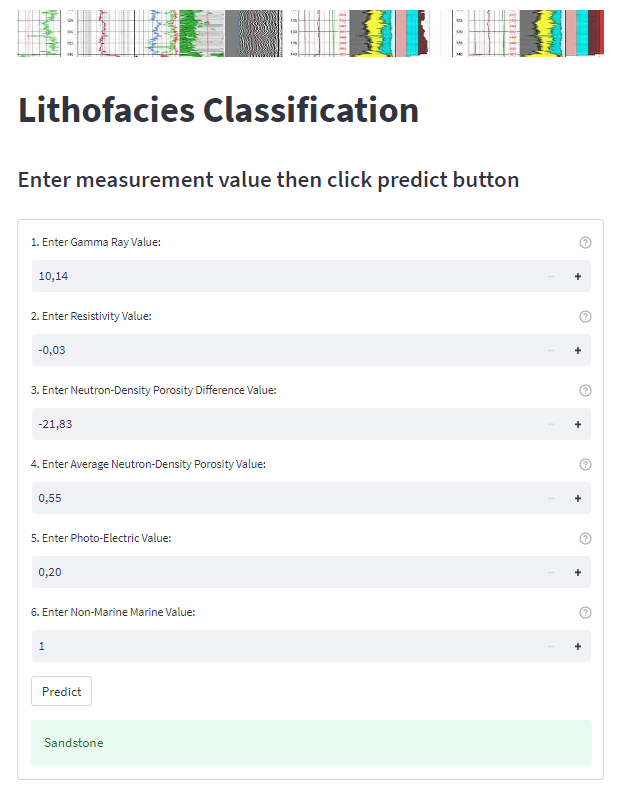 Lithofacies Classification
Enter measurement value then click predict button
1. Enter Gamma Ray Value:
10,14
2. Enter Resistivity Value:
-0,03
3. Enter Neutron-Density Porosity Difference Value:
-21,83
4. Enter Average Neutron-Density Porosity Value:
0,55
5. Enter Photo-Electric Value:
0,20
6. Enter Non-Marine Marine Value:
1
Predict
Sandstone